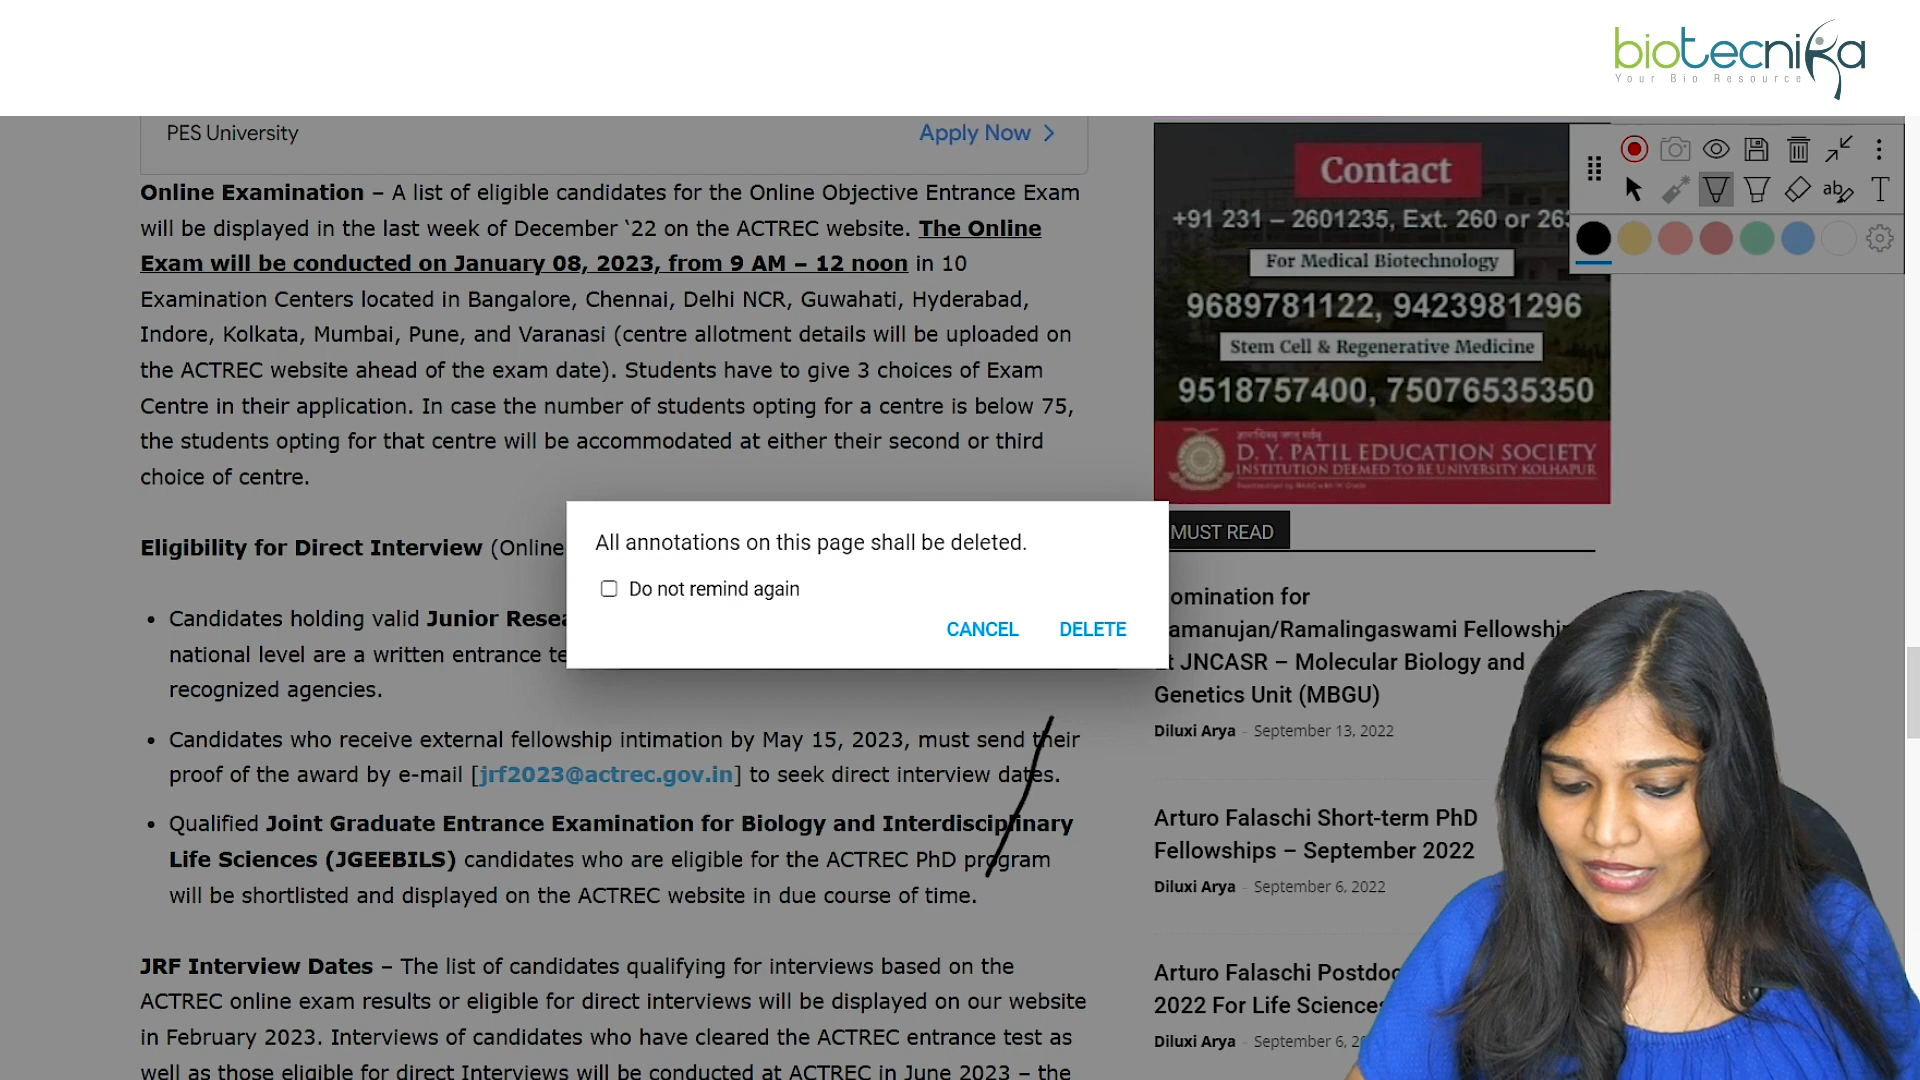 biotecnika
Your Bio Resource
PES University
Apply Now
Online Examination – A list of eligible candidates for the Online Objective Entrance Exam
will be displayed in the last week of December `22 on the ACTREC website. The Online
Exam will be conducted on January 08, 2023, from 9 AM – 12 noon in 10
Examination Centers located in Bangalore, Chennai, Delhi NCR, Guwahati, Hyderabad,
Indore, Kolkata, Mumbai, Pune, and Varanasi (centre allotment details will be uploaded on
the ACTREC website ahead of the exam date). Students have to give 3 choices of Exam
Centre in their application. In case the number of students opting for a centre is below 75,
the students opting for that centre will be accommodated at either their second or third
choice of centre.
Eligibility for Direct Interview (Online
Candidates holding valid Junior Resea
national level are a written entrance te
recognized agencies.
Candidates who receive external fellowship intimation by May 15, 2023, must send their
proof of the award by e-mail [jrf2023@actrec.gov.in] to seek direct interview dates.
Qualified Joint Graduate Entrance Examination for Biology and Interdisciplinary
Life Sciences (JGEEBILS) candidates who are eligible for the ACTREC PhD program
will be shortlisted and displayed on the ACTREC website in due course of time.
JRF Interview Dates – The list of candidates qualifying for interviews based on the
ACTREC online exam results or eligible for direct interviews will be displayed on our website
in February 2023. Interviews of candidates who have cleared the ACTREC entrance test as
well as those eligible for direct Interviews will be conducted at ACTREC in June 2023 – the
All annotations on this page shall be deleted.
Do not remind again
CANCEL DELETE
Contact
+91 231 – 2601235, Ext. 260 or 263
For Medical Biotechnology
9689781122, 9423981296
Stem Cell & Regenerative Medicine
9518757400, 75076535350
D. Y. PATIL EDUCATION SOCIETY
INSTITUTION DEEMED TO BE UNIVERSITY KOLHAPUR
ab
T
MUST READ
omination for
amanujan/Ramalingaswami Fellowship
t JNCASR – Molecular Biology and
Genetics Unit (MBGU)
Diluxi Arya - September 13, 2022
Arturo Falaschi Short-term PhD
Fellowships – September 2022
Diluxi Arya - September 6, 2022
Arturo Falaschi Postdoc
2022 For Life Sciences
Diluxi Arya - September 6, 20